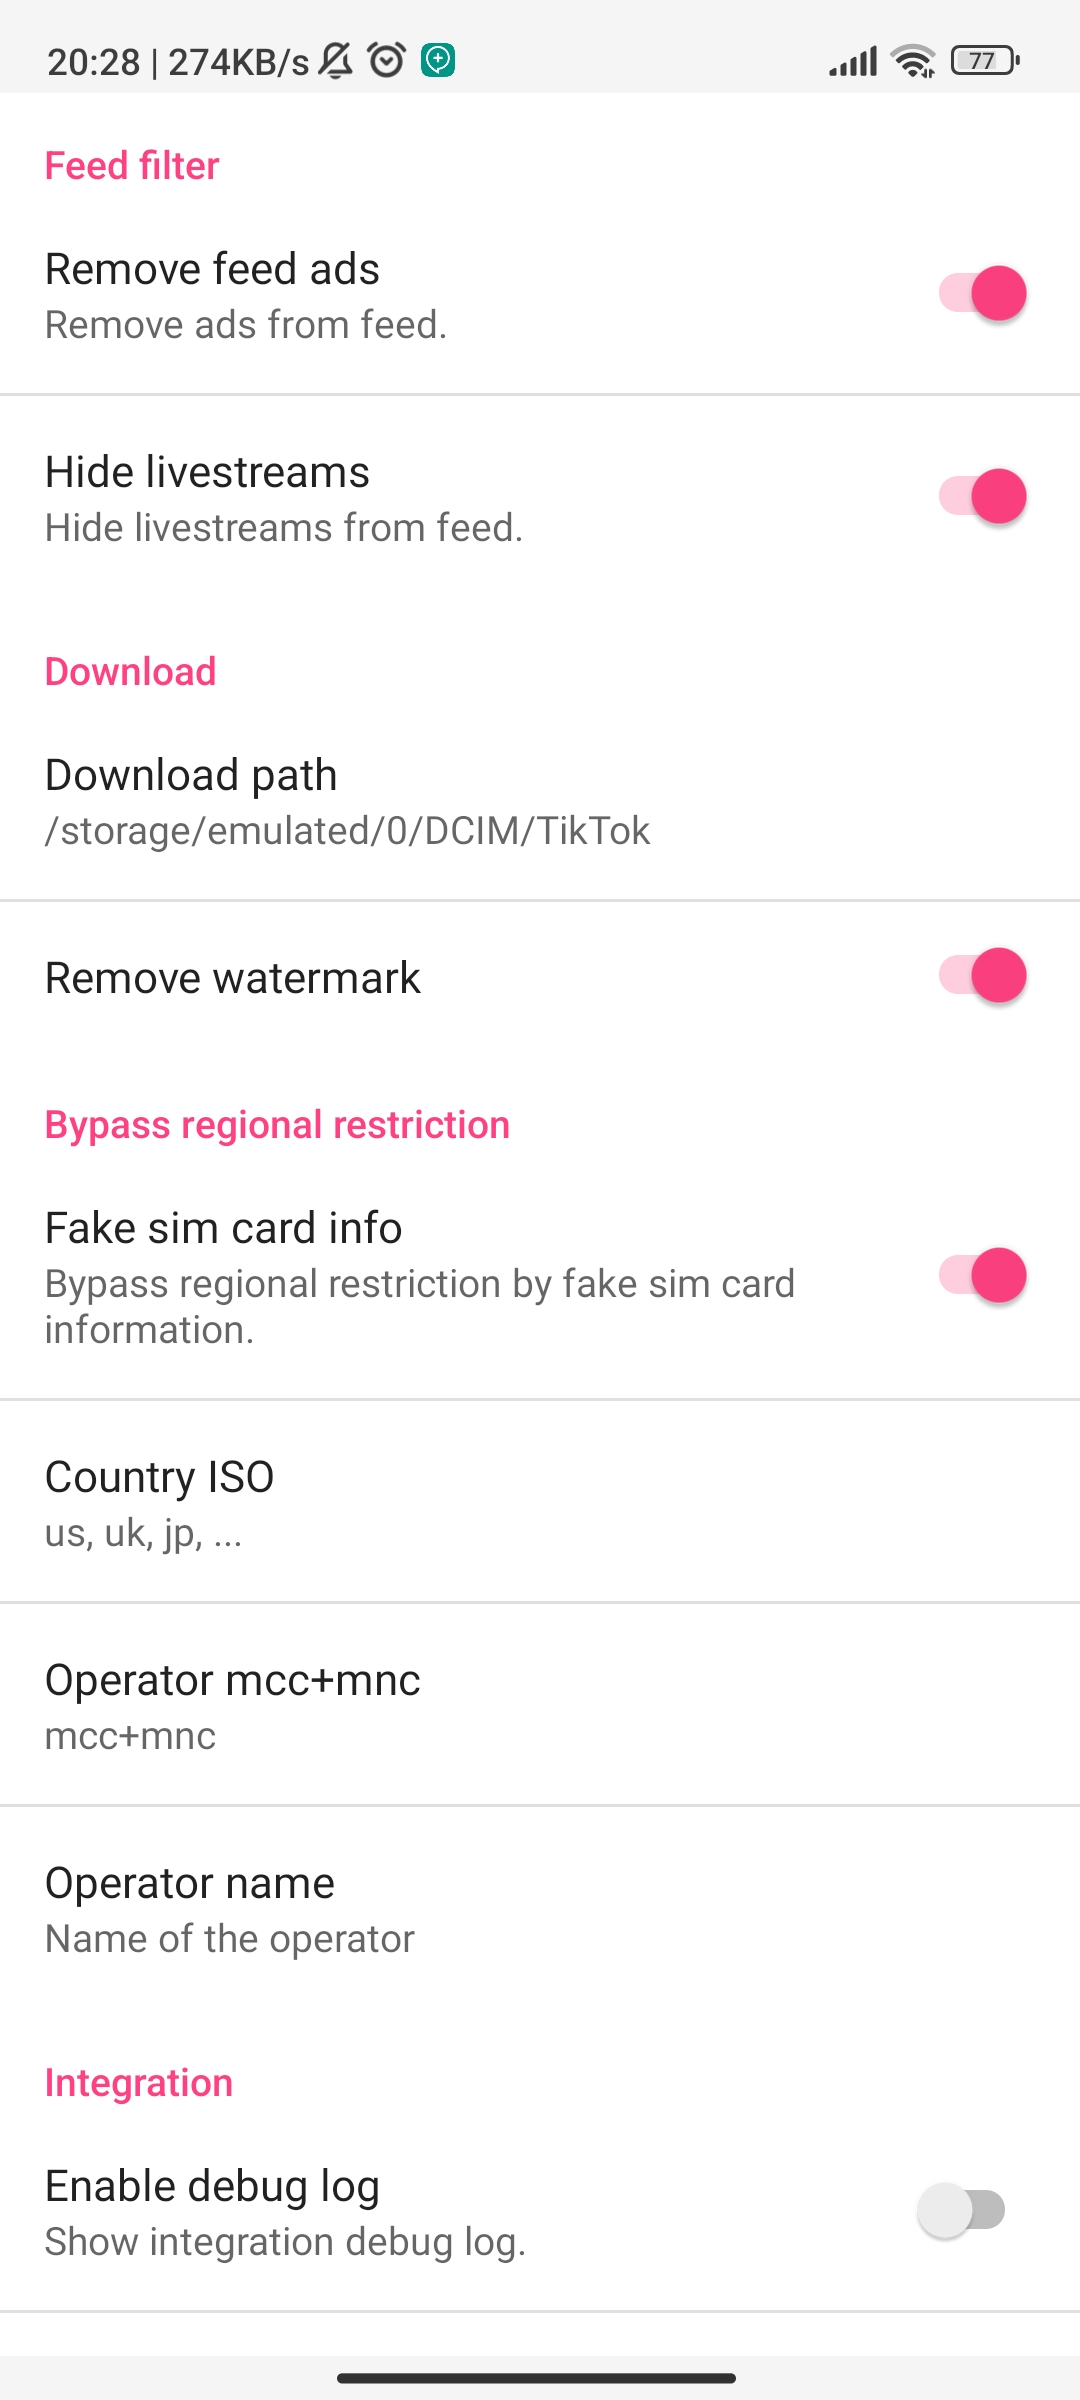 20:28 | 274KB/s
77
Feed filter
Remove feed ads
Remove ads from feed.
Hide livestreams
Hide livestreams from feed.
Download
Download path
/storage/emulated/0/DCIM/TikTok
Remove watermark
Bypass regional restriction
Fake sim card info
Bypass regional restriction by fake sim card
information.
Country ISO
us, uk, jp, ...
Operator mcc+mnc
mcc+mnc
Operator name
Name of the operator
Integration
Enable debug log
Show integration debug log.